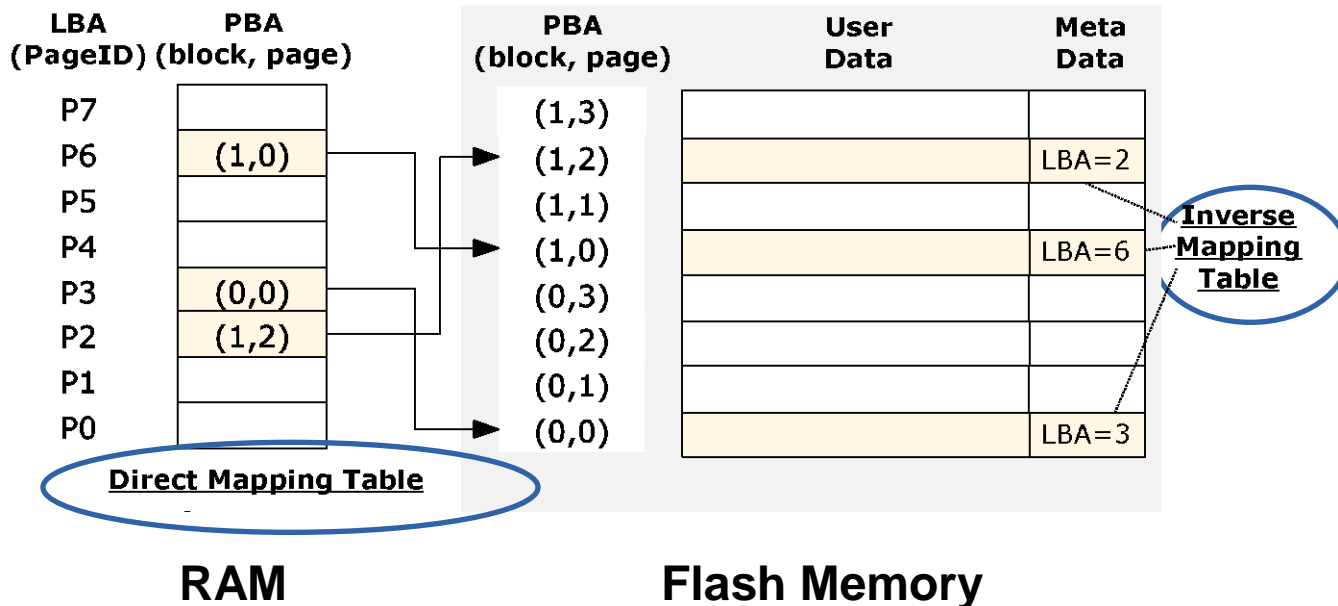 LBA PBA PBA User Meta
(PageID) (block, page) (block, page) Data Data
P7 (1,3)
P6 (1,0) (1,2) LBA=2
P5 (1,1)
P4 (1,0) LBA=6
P3 (0,0) (0,3)
P2 (1,2) (0,2)
P1 (0,1)
P0 (0,0) LBA=3
Inverse
Mapping
Table
Direct Mapping Table
RAM Flash Memory